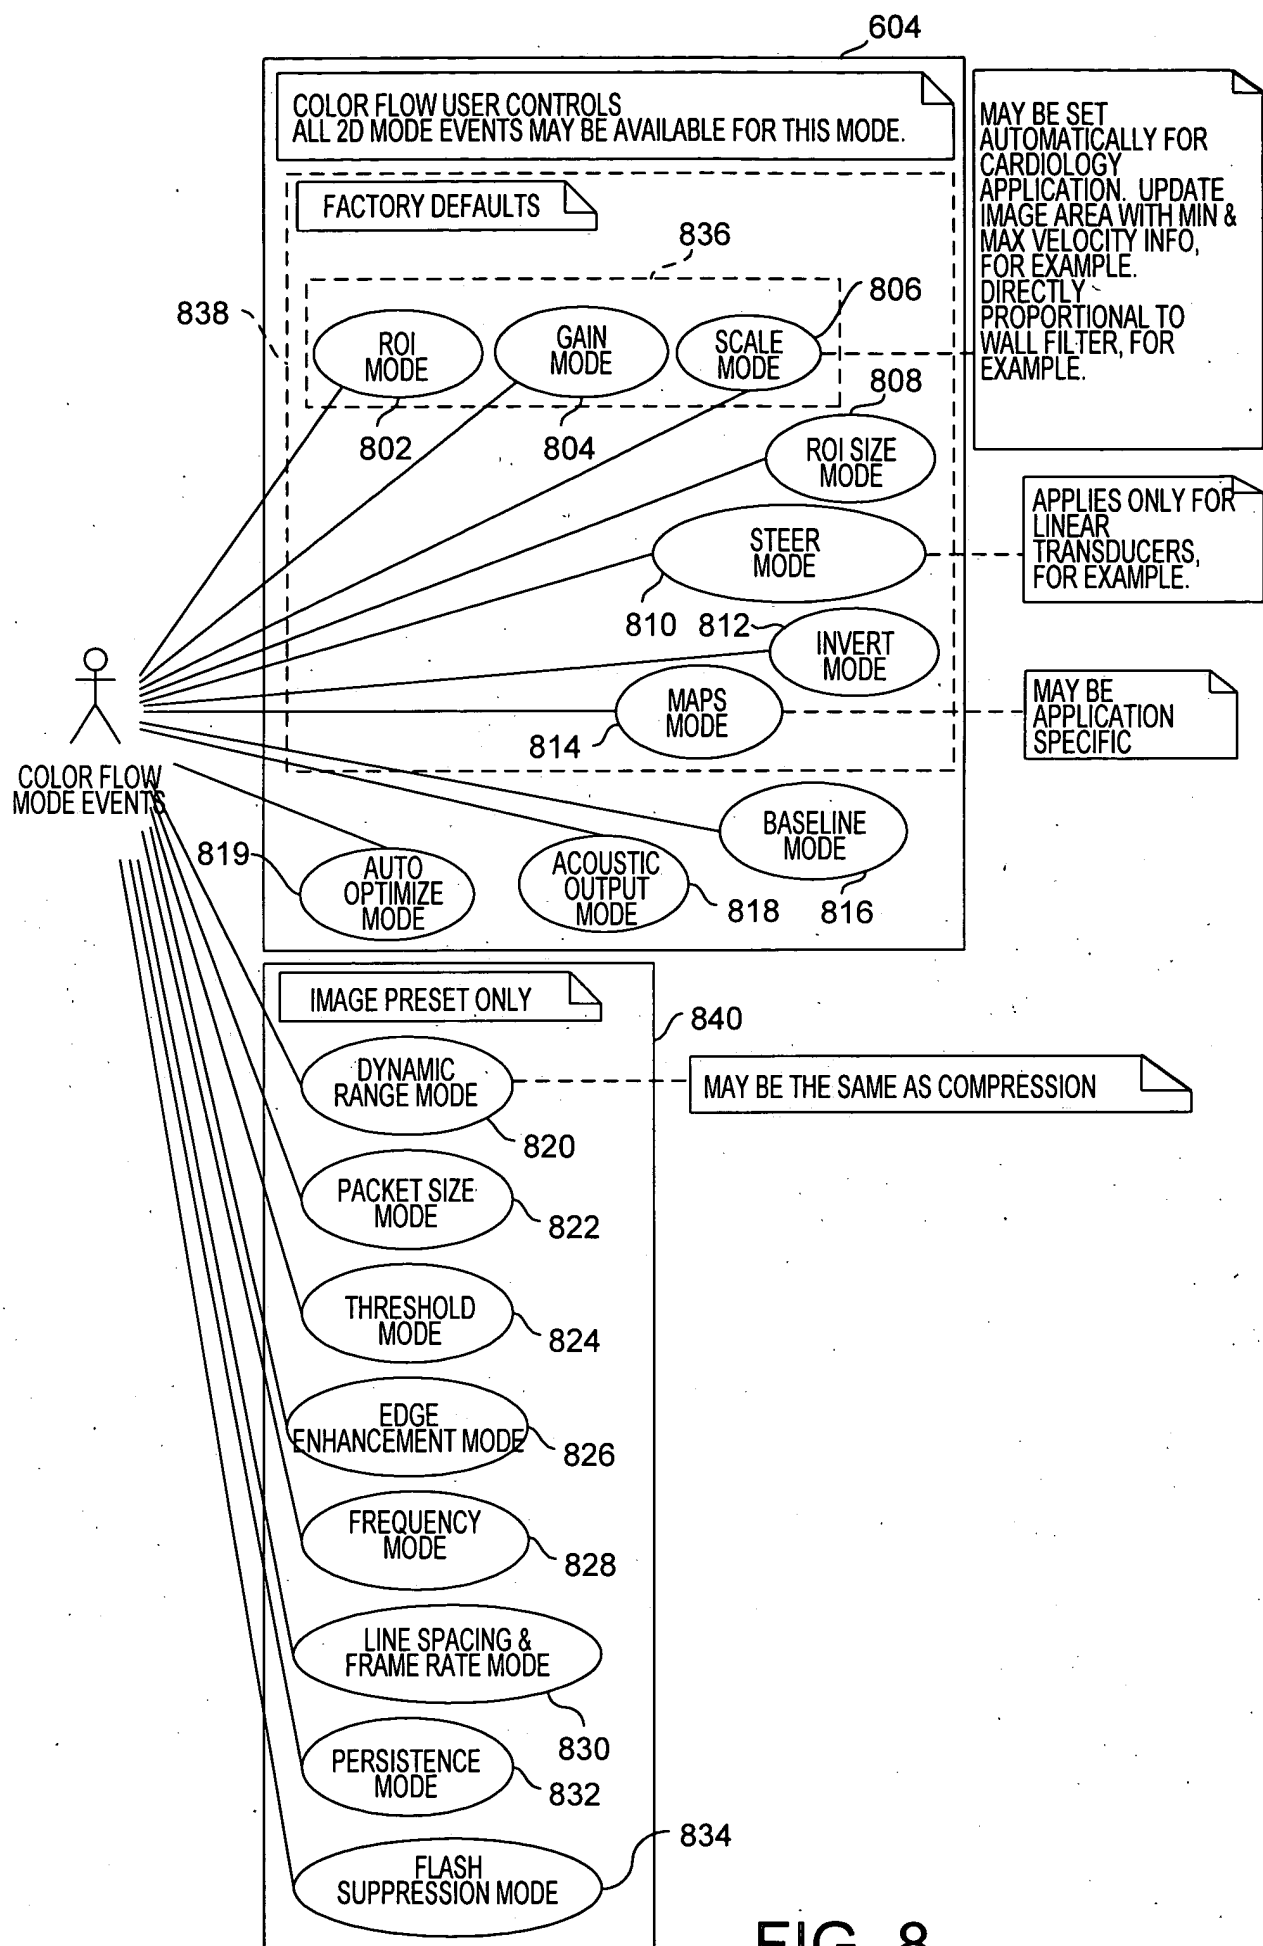 604
COLOR FLOW USER CONTROLS
ALL 2D MODE EVENTS MAY BE AVAILABLE FOR THIS MODE.
MAY BE SET
AUTOMATICALLY FOR
CARDIOLOGY
APPLICATION. UPDATE
IMAGE AREA WITH MIN &
MAX VELOCITY INFO,
FOR EXAMPLE.
DIRECTLY
PROPORTIONAL TO
WALL FILTER, FOR
EXAMPLE.
FACTORY DEFAULTS
836
838
806
ROI
MODE
GAIN
MODE
SCALE
MODE
802
804
808
ROI SIZE
MODE
APPLIES ONLY FOR
LINEAR
TRANSDUCERS,
FOR EXAMPLE.
STEER
MODE
810
812
INVERT
MODE
MAPS
MODE
814
MAY BE
APPLICATION
SPECIFIC
COLOR FLOW
MODE EVENTS
BASELINE
MODE
816
819
AUTO
OPTIMIZE
MODE
ACOUSTIC
OUTPUT
MODE
818
IMAGE PRESET ONLY
840
DYNAMIC
RANGE MODE
820
MAY BE THE SAME AS COMPRESSION
PACKET SIZE
MODE
822
THRESHOLD
MODE
824
EDGE
ENHANCEMENT MODE
826
FREQUENCY
MODE
828
LINE SPACING &
FRAME RATE MODE
830
PERSISTENCE
MODE
832
834
FLASH
SUPPRESSION MODE
FIG. 8